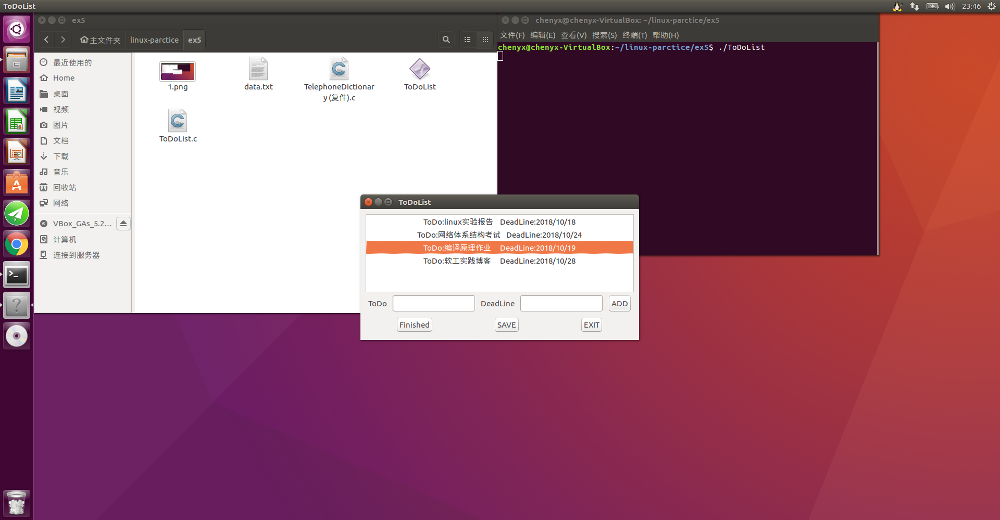 ToDoList
23:46
ex5
主文件夹 linux-parctice ex5
最近使用的
Home
桌面
视频
图片
文档
下载
音乐
回收站
网络
VBox_GAs_5.2...
计算机
连接到服务器
1.png
data.txt
TelephoneDictionar
y (复件).c
ToDoList
ToDoList.c
chenyx@chenyx-VirtualBox: ~/linux-parctice/ex5
文件(F) 编辑(E) 查看(V) 搜索(S) 终端(T) 帮助(H)
chenyx@chenyx-VirtualBox:~/linux-parctice/ex5$ ./ToDoList
ToDoList
ToDo:linux实验报告 DeadLine:2018/10/18
ToDo:网络体系结构考试 DeadLine:2018/10/24
ToDo:编译原理作业 DeadLine:2018/10/19
ToDo:软工实践博客 DeadLine:2018/10/28
ToDo DeadLine ADD
Finished SAVE EXIT